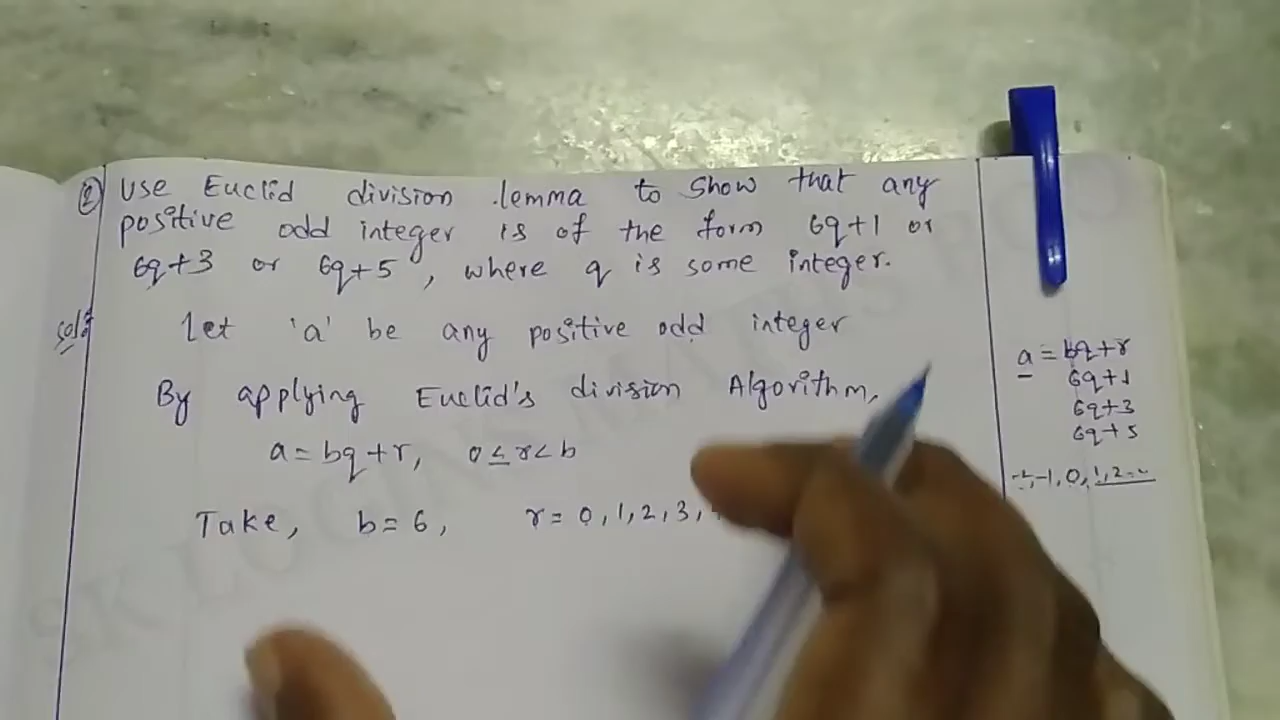 ② Use Euclid division lemma to show that any
positive odd integer is of the form 6q+1 or
6q+3 or 6q+5, where q is some integer.
Sol:
Let 'a' be any positive odd integer
By applying Euclid's division Algorithm,
a = bq+r, 0 ≤ r < b
Take, b = 6, r = 0, 1, 2, 3,
a = bq+r
6q+1
6q+3
6q+5
-1, 0, 1, 2